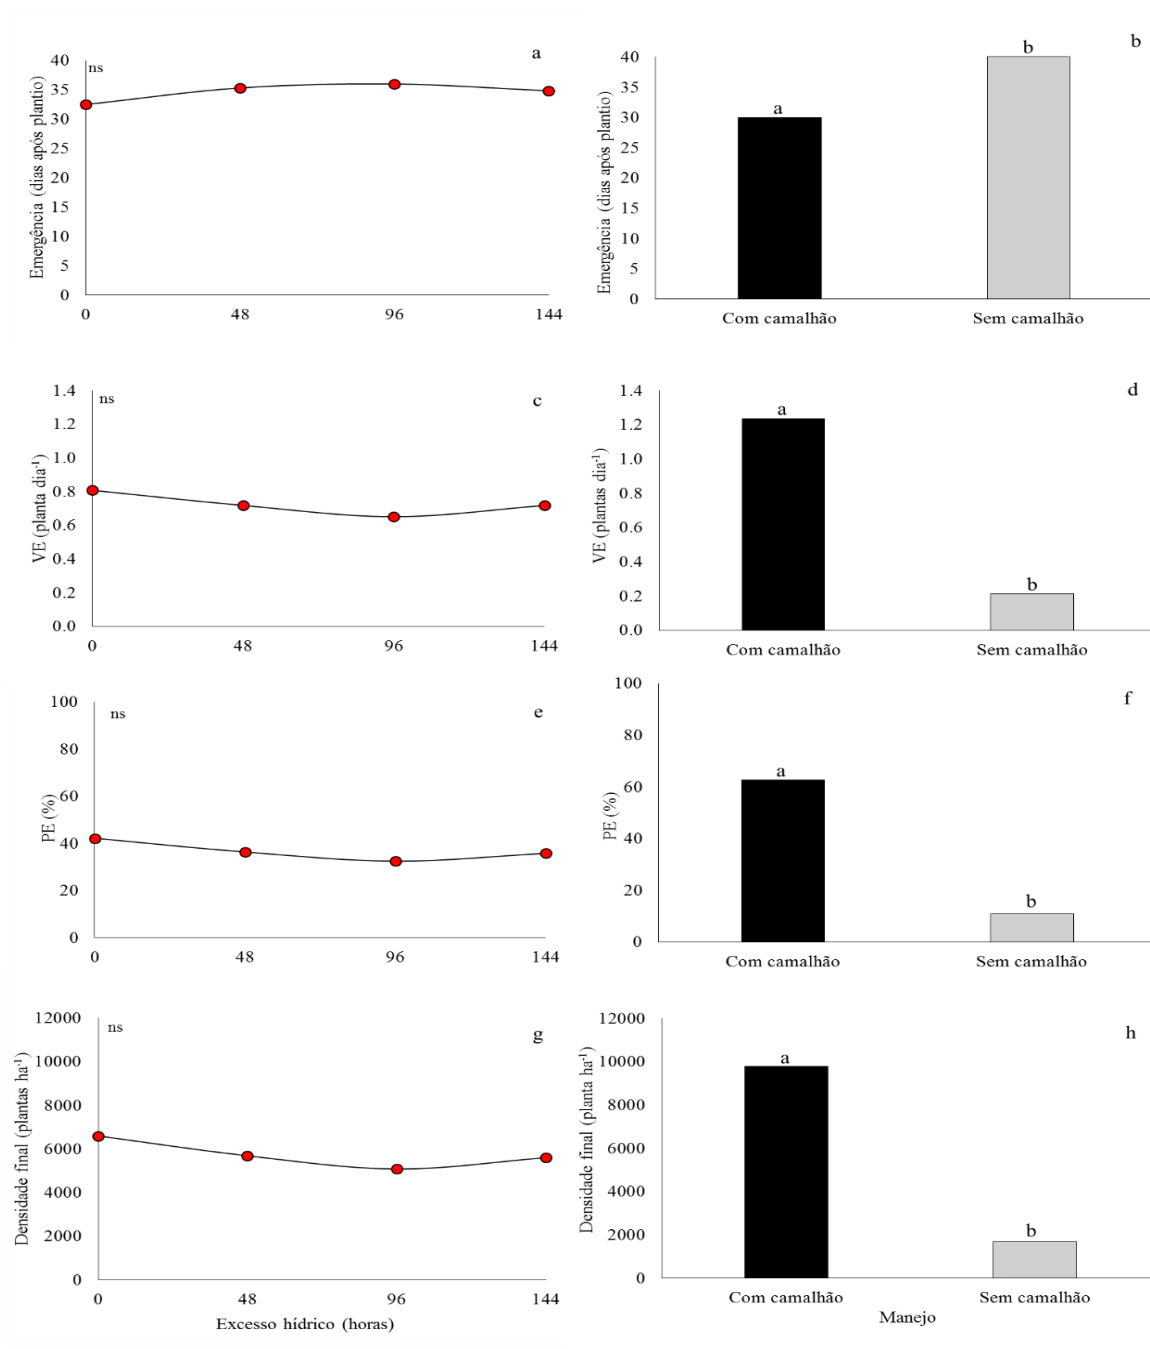 a
ns
Emergência (dias após plantio)
40
35
30
25
20
15
10
5
0
0 48 96 144
b
Emergência (dias após plantio)
40
35
30
25
20
15
10
5
0
a
b
Com camalhão Sem camalhão
c
ns
VE (planta dia-1)
1.4
1.2
1.0
0.8
0.6
0.4
0.2
0.0
0 48 96 144
d
VE (plantas dia-1)
1.4
1.2
1.0
0.8
0.6
0.4
0.2
0.0
a
b
Com camalhão Sem camalhão
e
ns
PE (%)
100
80
60
40
20
0
0 48 96 144
f
PE (%)
100
80
60
40
20
0
a
b
Com camalhão Sem camalhão
g
ns
Densidade final (plantas ha-1)
12000
10000
8000
6000
4000
2000
0
0 48 96 144
Excesso hídrico (horas)
h
Densidade final (planta ha-1)
12000
10000
8000
6000
4000
2000
0
a
b
Com camalhão Sem camalhão
Manejo